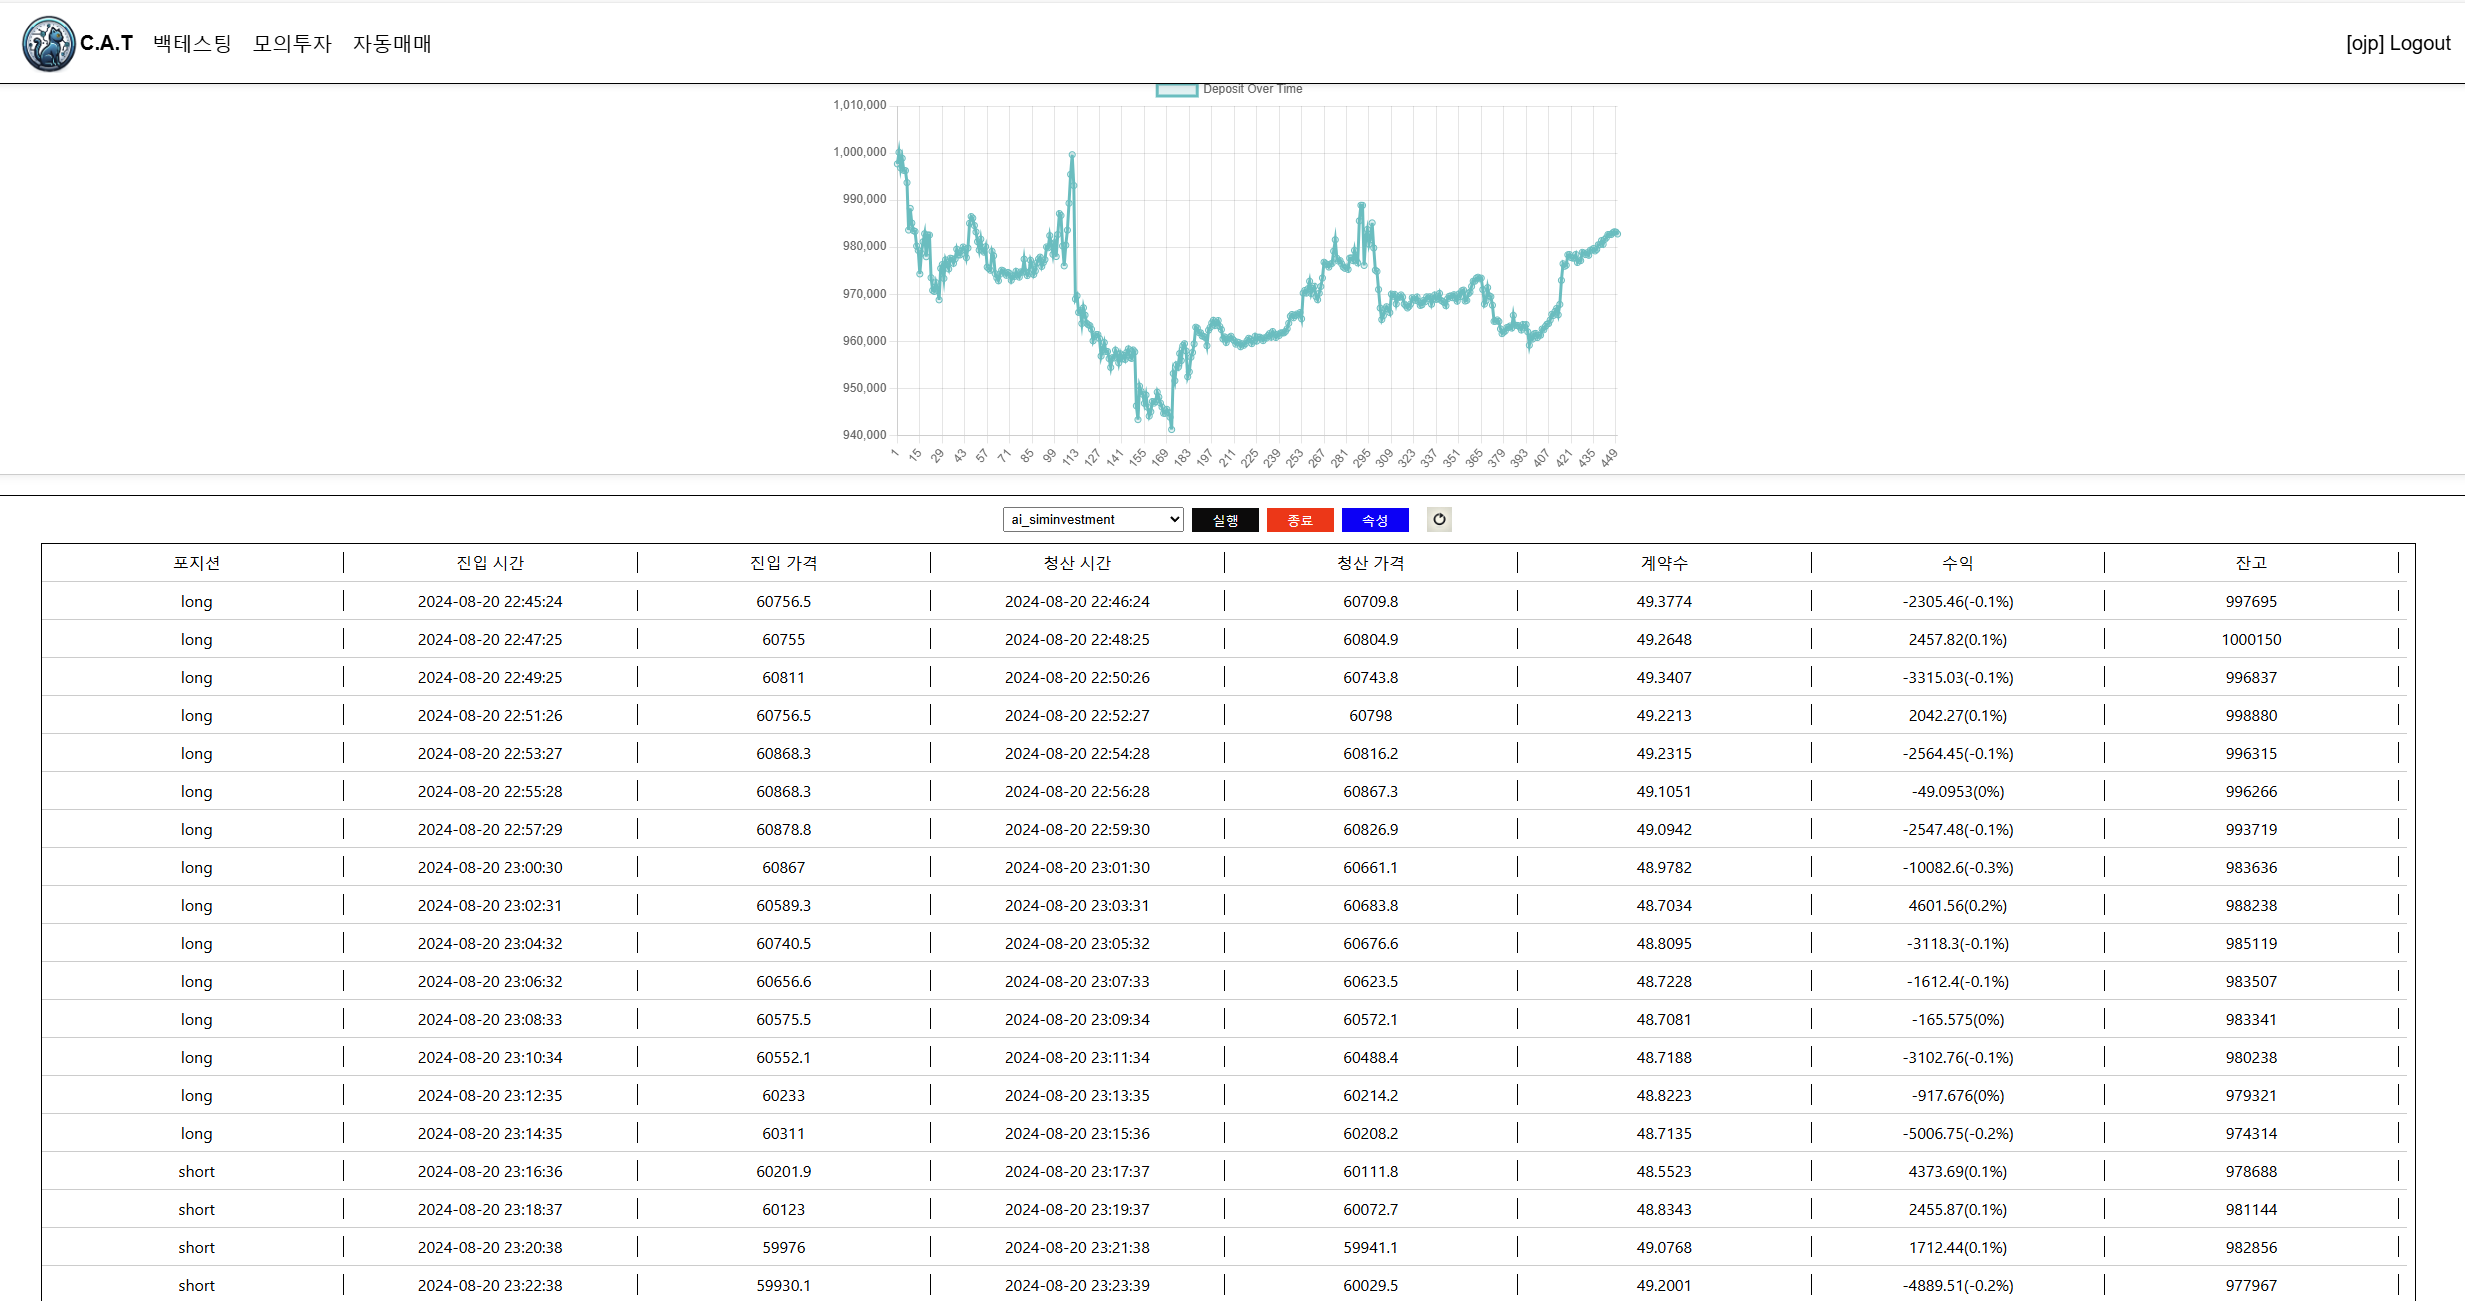 C.A.T 백테스팅 모의투자 자동매매 [ojp] Logout
Deposit Over Time
1,010,000
1,000,000
990,000
980,000
970,000
960,000
950,000
940,000
1 15 29 43 57 71 85 99 113 127 141 155 169 183 197 211 225 239 253 267 281 295 309 323 337 351 365 379 393 407 421 435 449
ai_siminvestment 실행 종료 속성
포지션 진입 시간 진입 가격 청산 시간 청산 가격 계약수 수익 잔고
long 2024-08-20 22:45:24 60756.5 2024-08-20 22:46:24 60709.8 49.3774 -2305.46(-0.1%) 997695
long 2024-08-20 22:47:25 60755 2024-08-20 22:48:25 60804.9 49.2648 2457.82(0.1%) 1000150
long 2024-08-20 22:49:25 60811 2024-08-20 22:50:26 60743.8 49.3407 -3315.03(-0.1%) 996837
long 2024-08-20 22:51:26 60756.5 2024-08-20 22:52:27 60798 49.2213 2042.27(0.1%) 998880
long 2024-08-20 22:53:27 60868.3 2024-08-20 22:54:28 60816.2 49.2315 -2564.45(-0.1%) 996315
long 2024-08-20 22:55:28 60868.3 2024-08-20 22:56:28 60867.3 49.1051 -49.0953(0%) 996266
long 2024-08-20 22:57:29 60878.8 2024-08-20 22:59:30 60826.9 49.0942 -2547.48(-0.1%) 993719
long 2024-08-20 23:00:30 60867 2024-08-20 23:01:30 60661.1 48.9782 -10082.6(-0.3%) 983636
long 2024-08-20 23:02:31 60589.3 2024-08-20 23:03:31 60683.8 48.7034 4601.56(0.2%) 988238
long 2024-08-20 23:04:32 60740.5 2024-08-20 23:05:32 60676.6 48.8095 -3118.3(-0.1%) 985119
long 2024-08-20 23:06:32 60656.6 2024-08-20 23:07:33 60623.5 48.7228 -1612.4(-0.1%) 983507
long 2024-08-20 23:08:33 60575.5 2024-08-20 23:09:34 60572.1 48.7081 -165.575(0%) 983341
long 2024-08-20 23:10:34 60552.1 2024-08-20 23:11:34 60488.4 48.7188 -3102.76(-0.1%) 980238
long 2024-08-20 23:12:35 60233 2024-08-20 23:13:35 60214.2 48.8223 -917.676(0%) 979321
long 2024-08-20 23:14:35 60311 2024-08-20 23:15:36 60208.2 48.7135 -5006.75(-0.2%) 974314
short 2024-08-20 23:16:36 60201.9 2024-08-20 23:17:37 60111.8 48.5523 4373.69(0.1%) 978688
short 2024-08-20 23:18:37 60123 2024-08-20 23:19:37 60072.7 48.8343 2455.87(0.1%) 981144
short 2024-08-20 23:20:38 59976 2024-08-20 23:21:38 59941.1 49.0768 1712.44(0.1%) 982856
short 2024-08-20 23:22:38 59930.1 2024-08-20 23:23:39 60029.5 49.2001 -4889.51(-0.2%) 977967